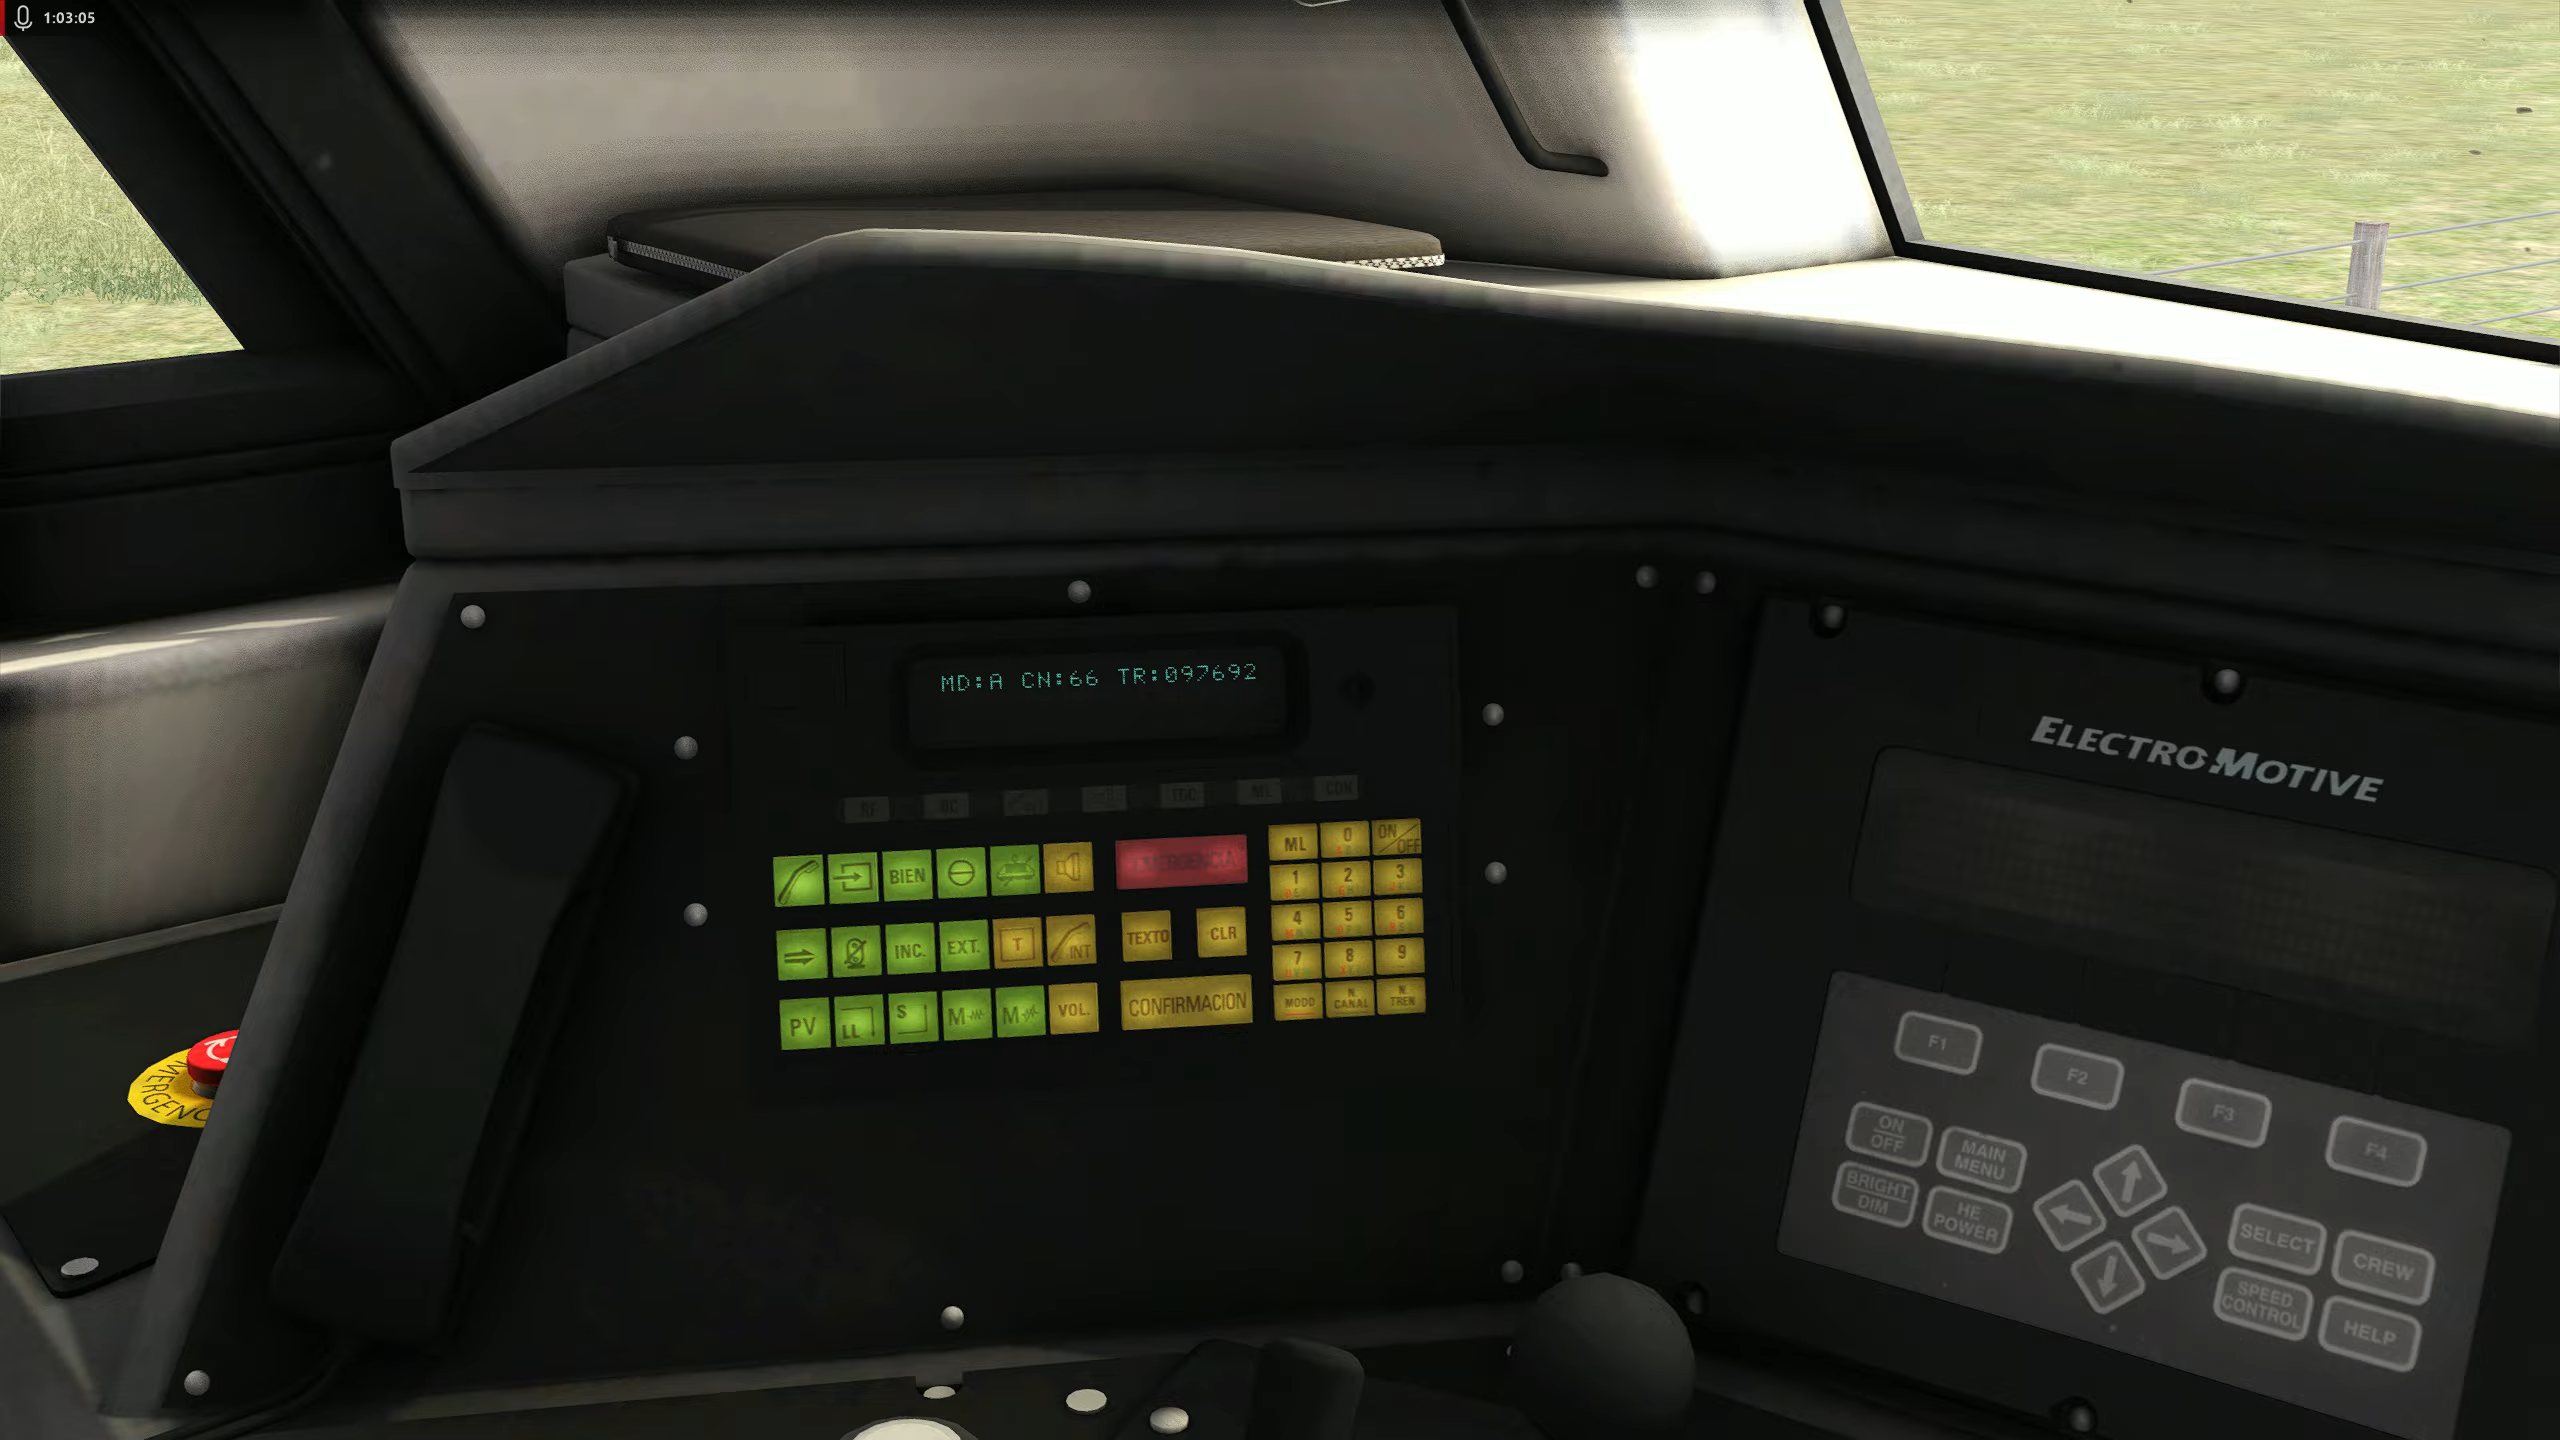 1:03:05
MD:A CN:66 TR:097692
ELECTRO-MOTIVE
BIEN
ML 0 ON/OFF
1 2 3
INC. EXT. T INT
TEXTO CLR
4 5 6
7 8 9
PV LL S M M VOL.
CONFIRMACION
MODO N. CANAL N. TREN
F1 F2 F3 F4
ON OFF
MAIN MENU
BRIGHT DIM
HE POWER
SELECT
CREW
SPEED CONTROL
HELP